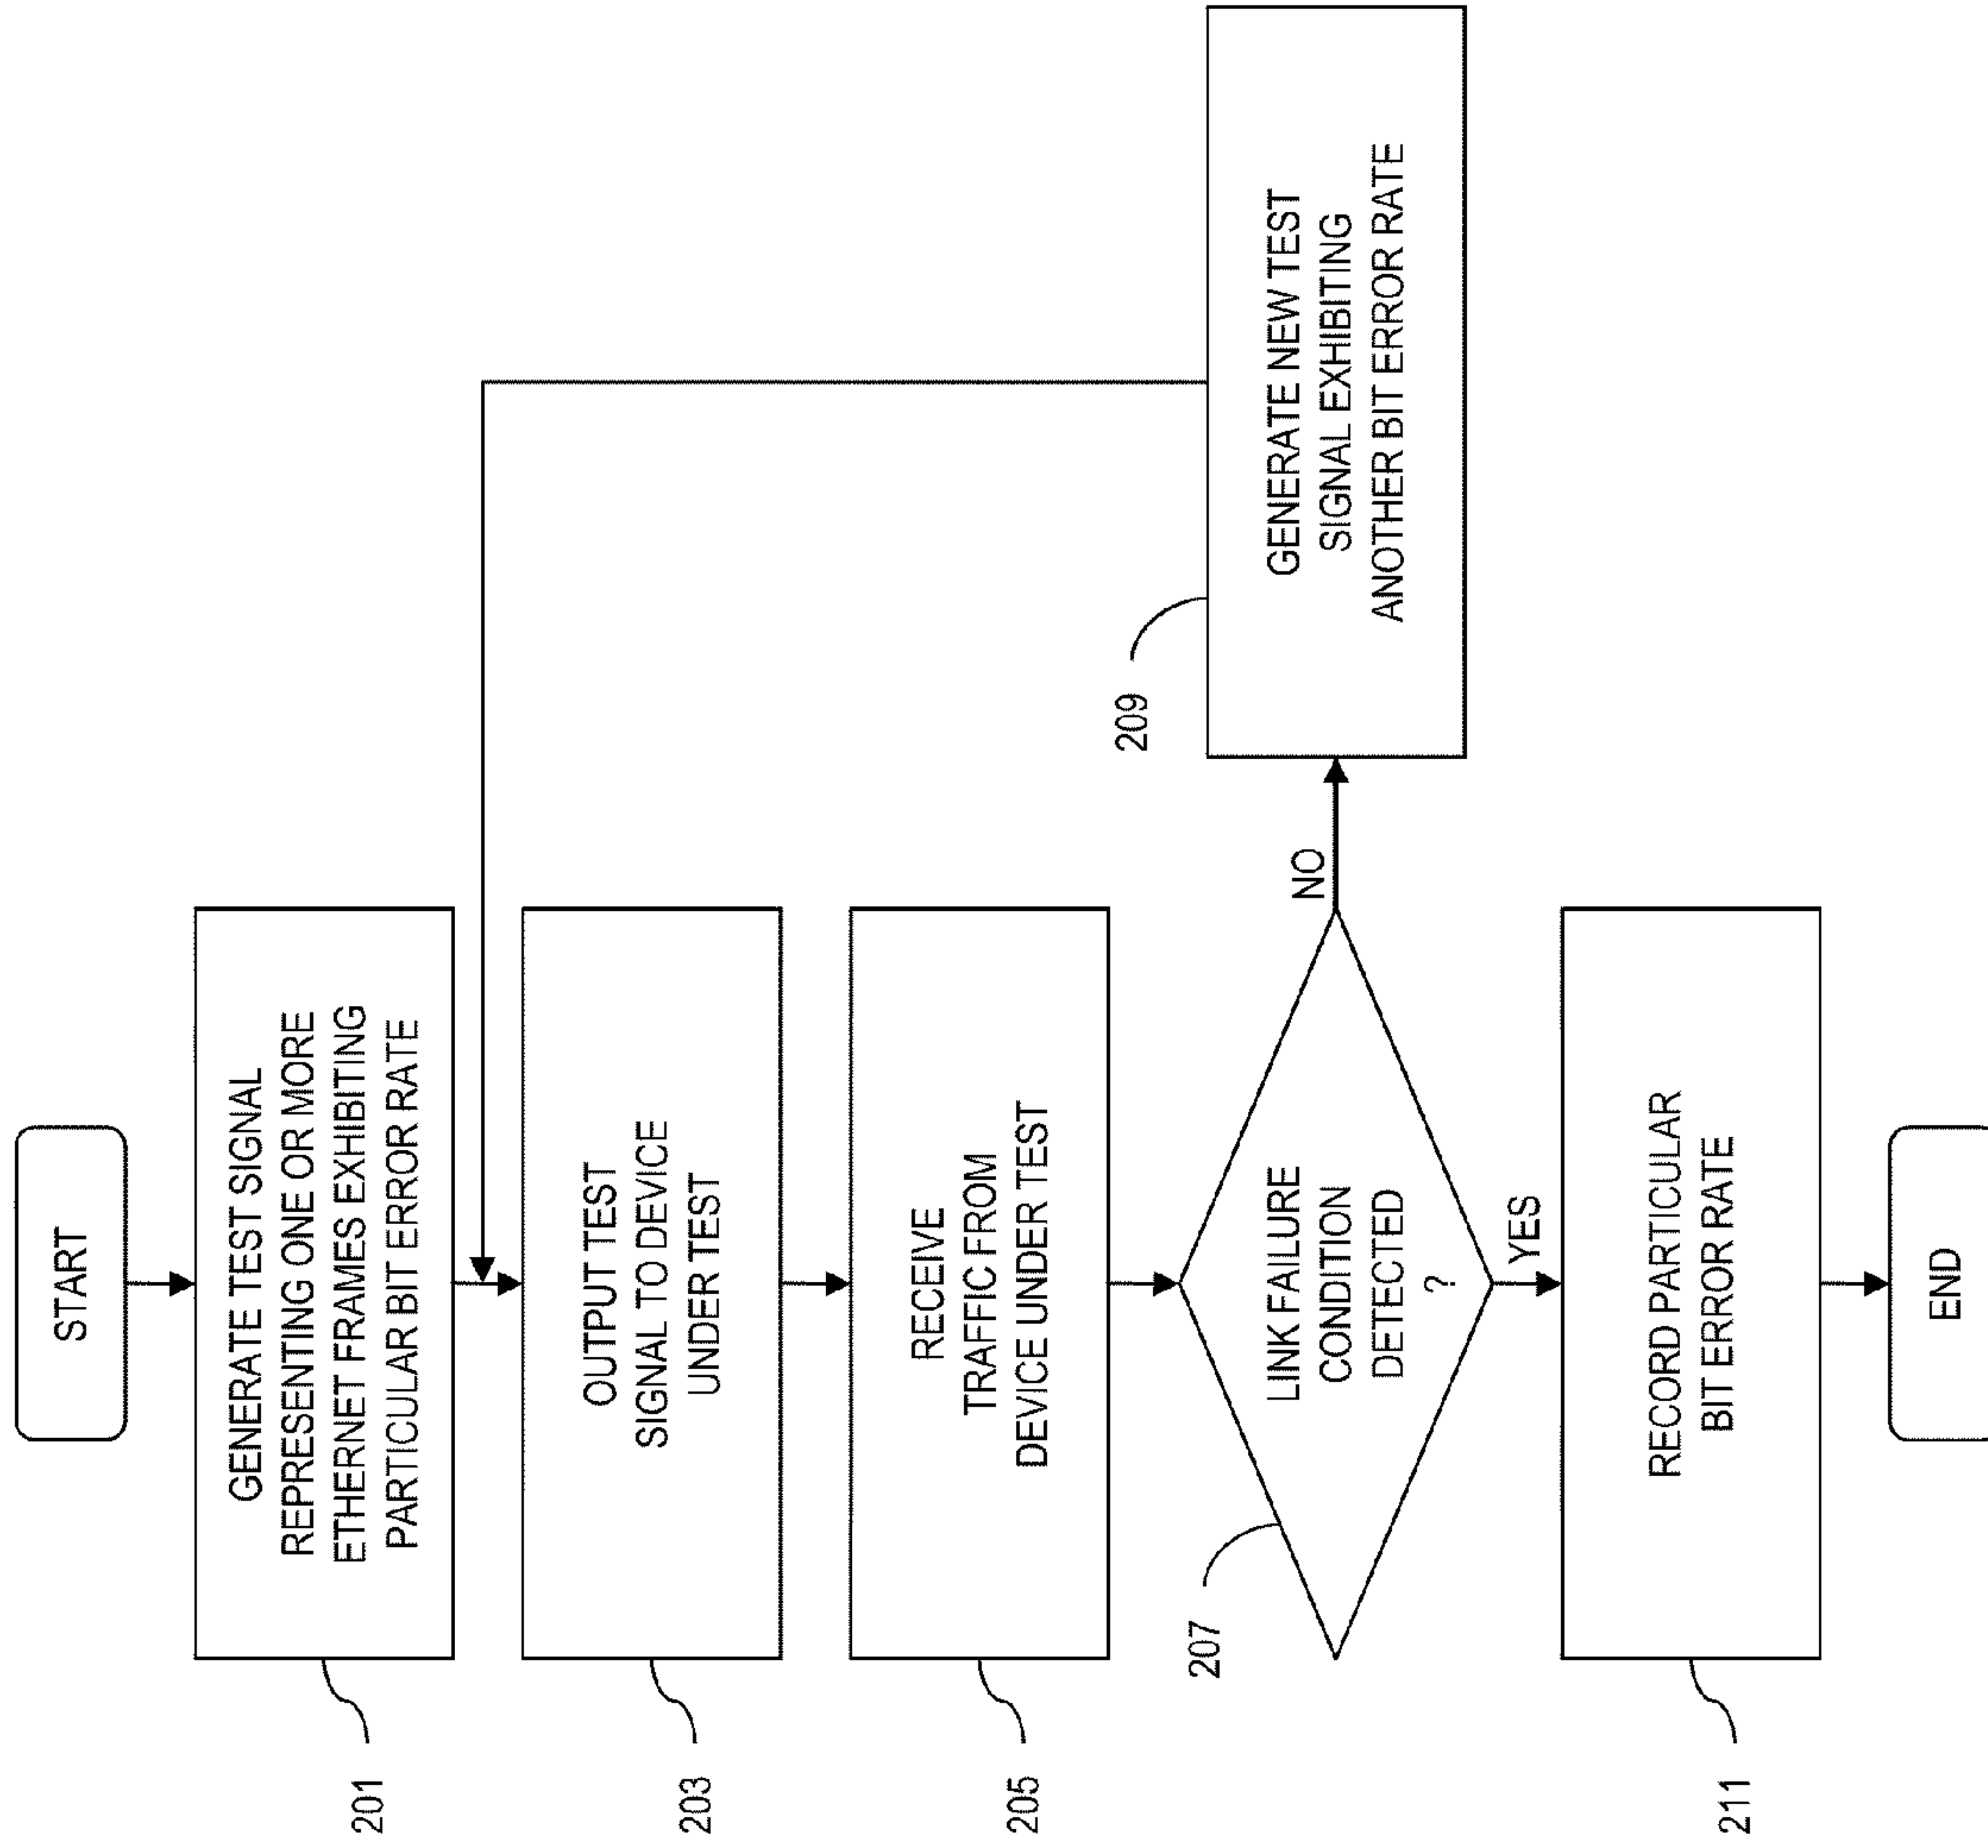 START
GENERATE TEST SIGNAL
REPRESENTING ONE OR MORE
ETHERNET FRAMES EXHIBITING
PARTICULAR BIT ERROR RATE
201
OUTPUT TEST
SIGNAL TO DEVICE
UNDER TEST
203
RECEIVE
TRAFFIC FROM
DEVICE UNDER TEST
205
LINK FAILURE
CONDITION
DETECTED
?
207
NO
GENERATE NEW TEST
SIGNAL EXHIBITING
ANOTHER BIT ERROR RATE
209
YES
RECORD PARTICULAR
BIT ERROR RATE
211
END